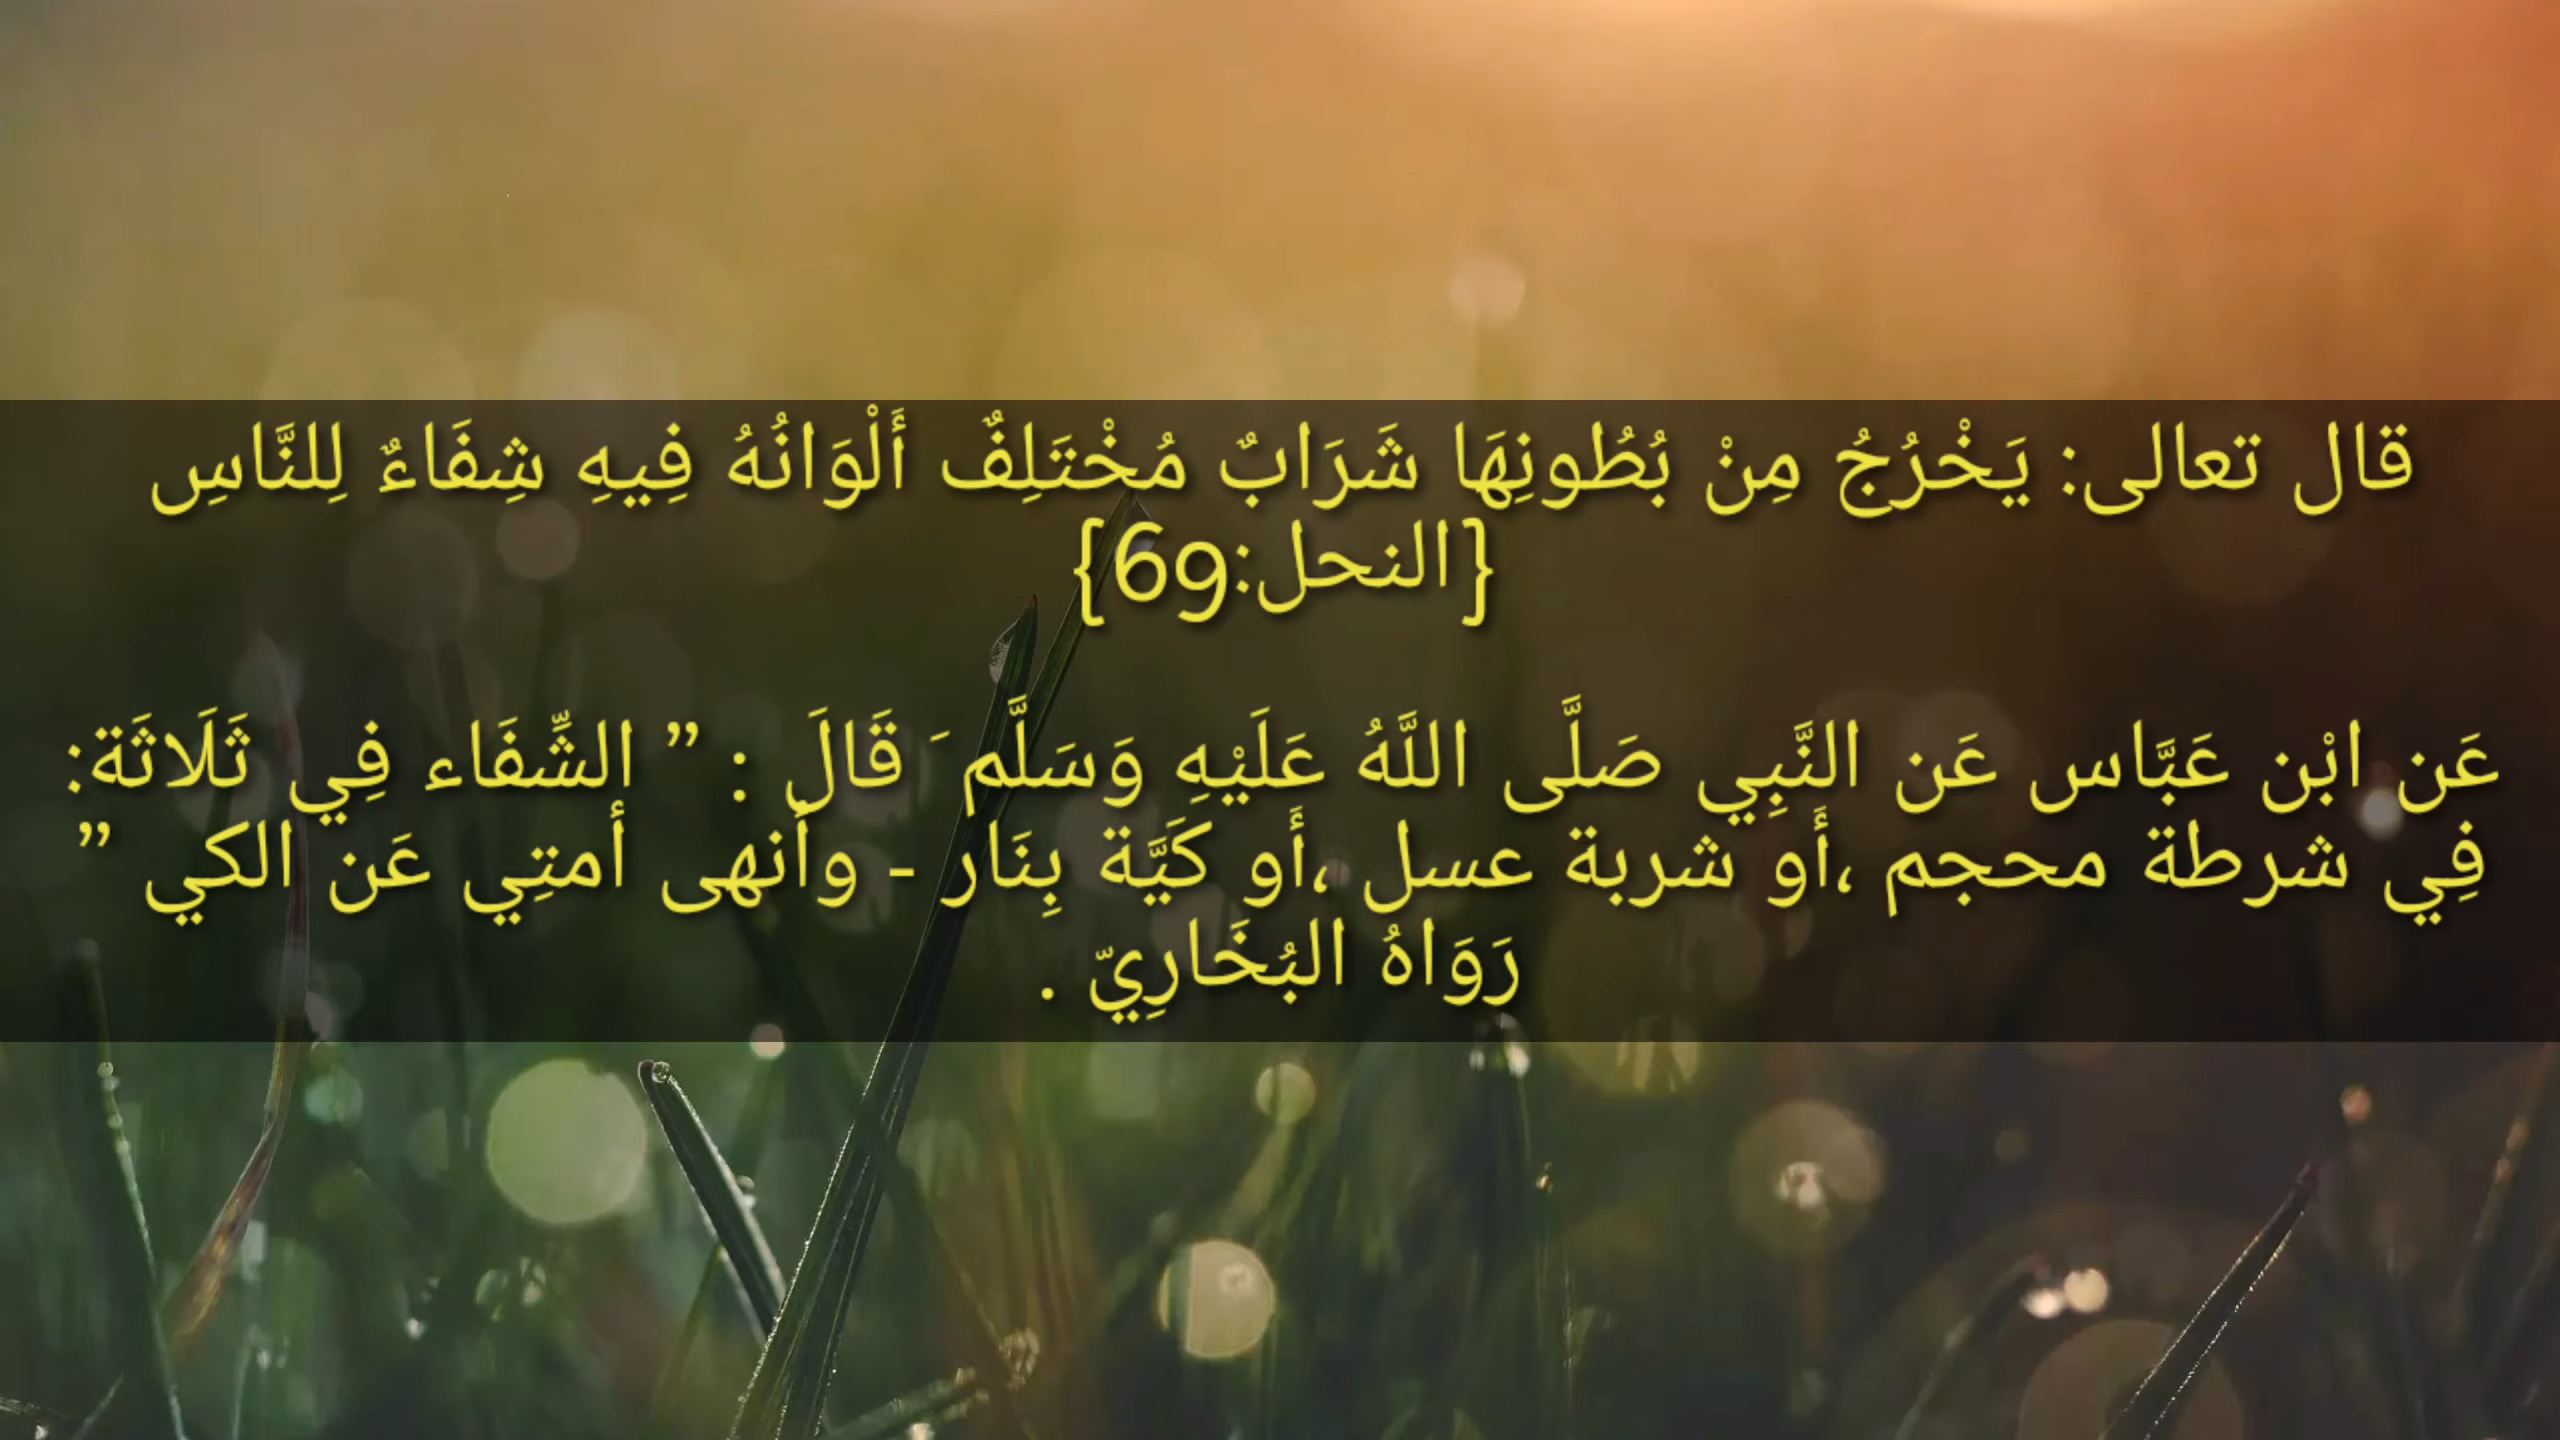 قال تعالى: يَخْرُجُ مِنْ بُطُونِهَا شَرَابٌ مُخْتَلِفٌ أَلْوَانُهُ فِيهِ شِفَاءٌ لِلنَّاسِ
{النحل:69}
عَن ابْن عَبَّاس عَن النَّبِي صَلَّى اللَّهُ عَلَيْهِ وَسَلَّم َ قَالَ : ” الشِّفَاء فِي ثَلَاثَة:
فِي شرطة محجم ،أَو شربة عسل ،أَو كَيَّة بِنَار - وأنهى أمتِي عَن الكي ”
رَوَاهُ البُخَارِيّ .